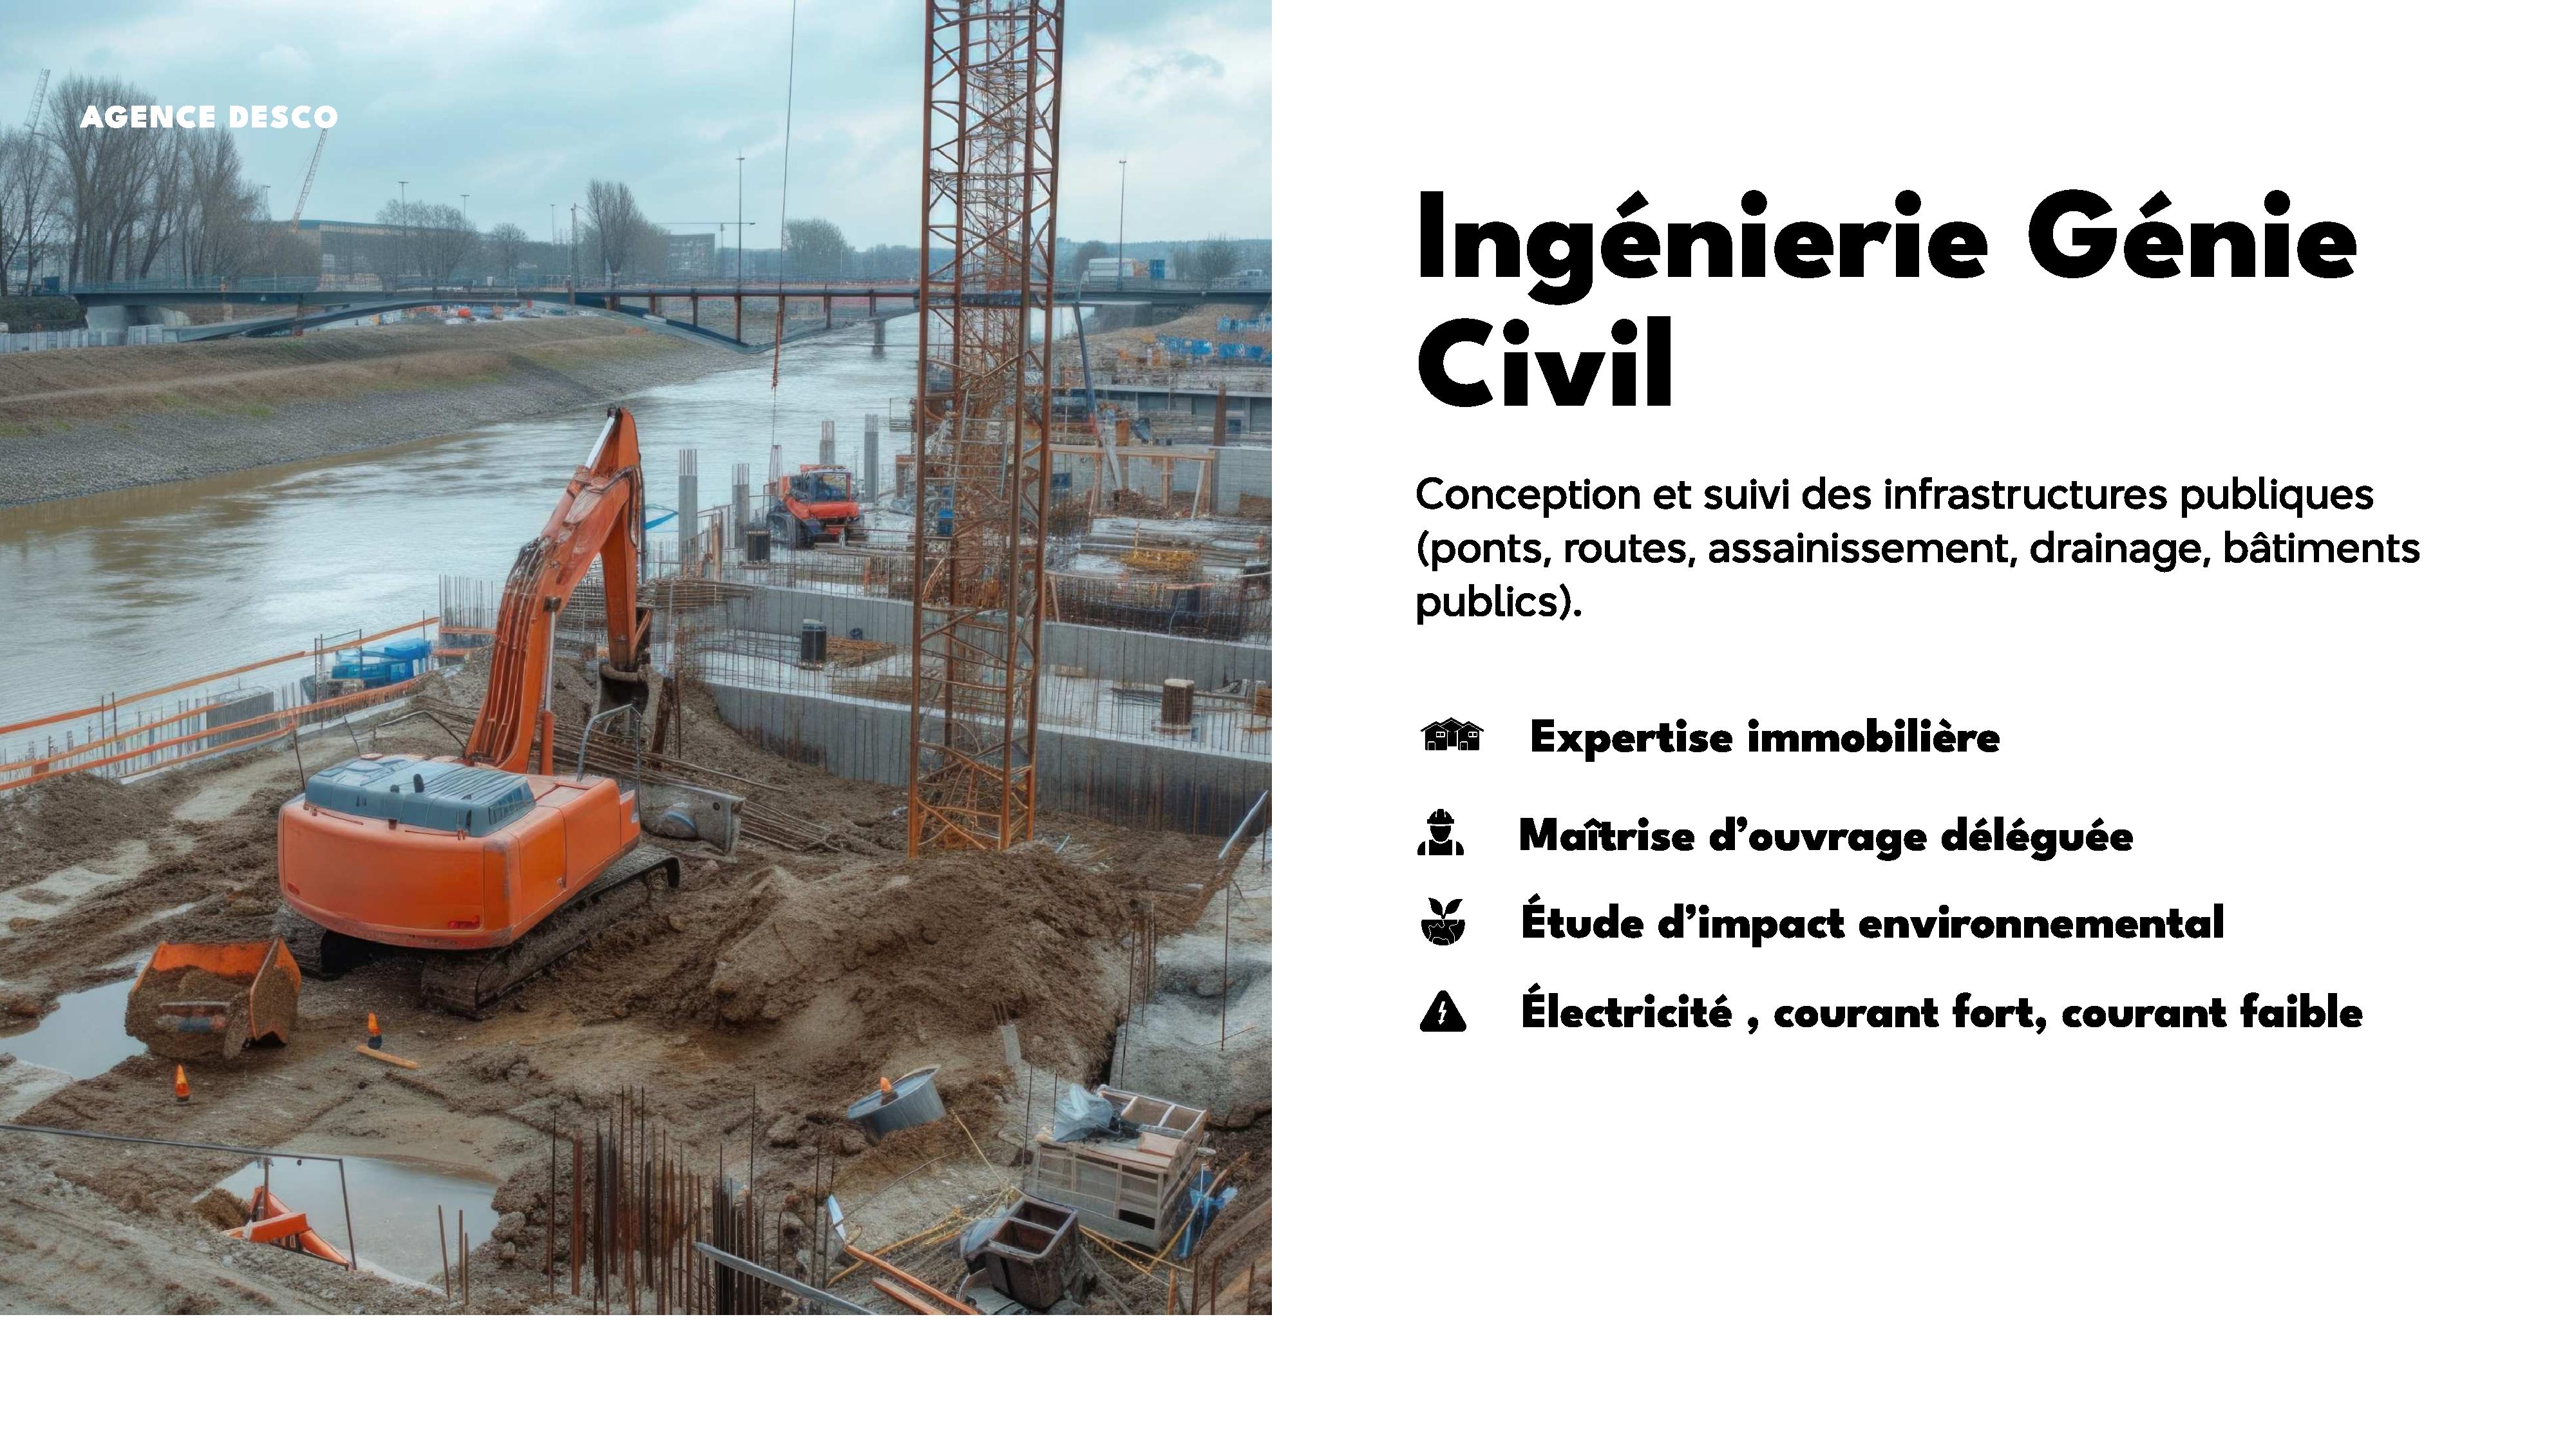 AGENCE DESCO
Ingénierie Génie
Civil
Conception et suivi des infrastructures publiques
(ponts, routes, assainissement, drainage, bâtiments
publics).
Expertise immobilière
Maîtrise d’ouvrage déléguée
Étude d’impact environnemental
Électricité , courant fort, courant faible